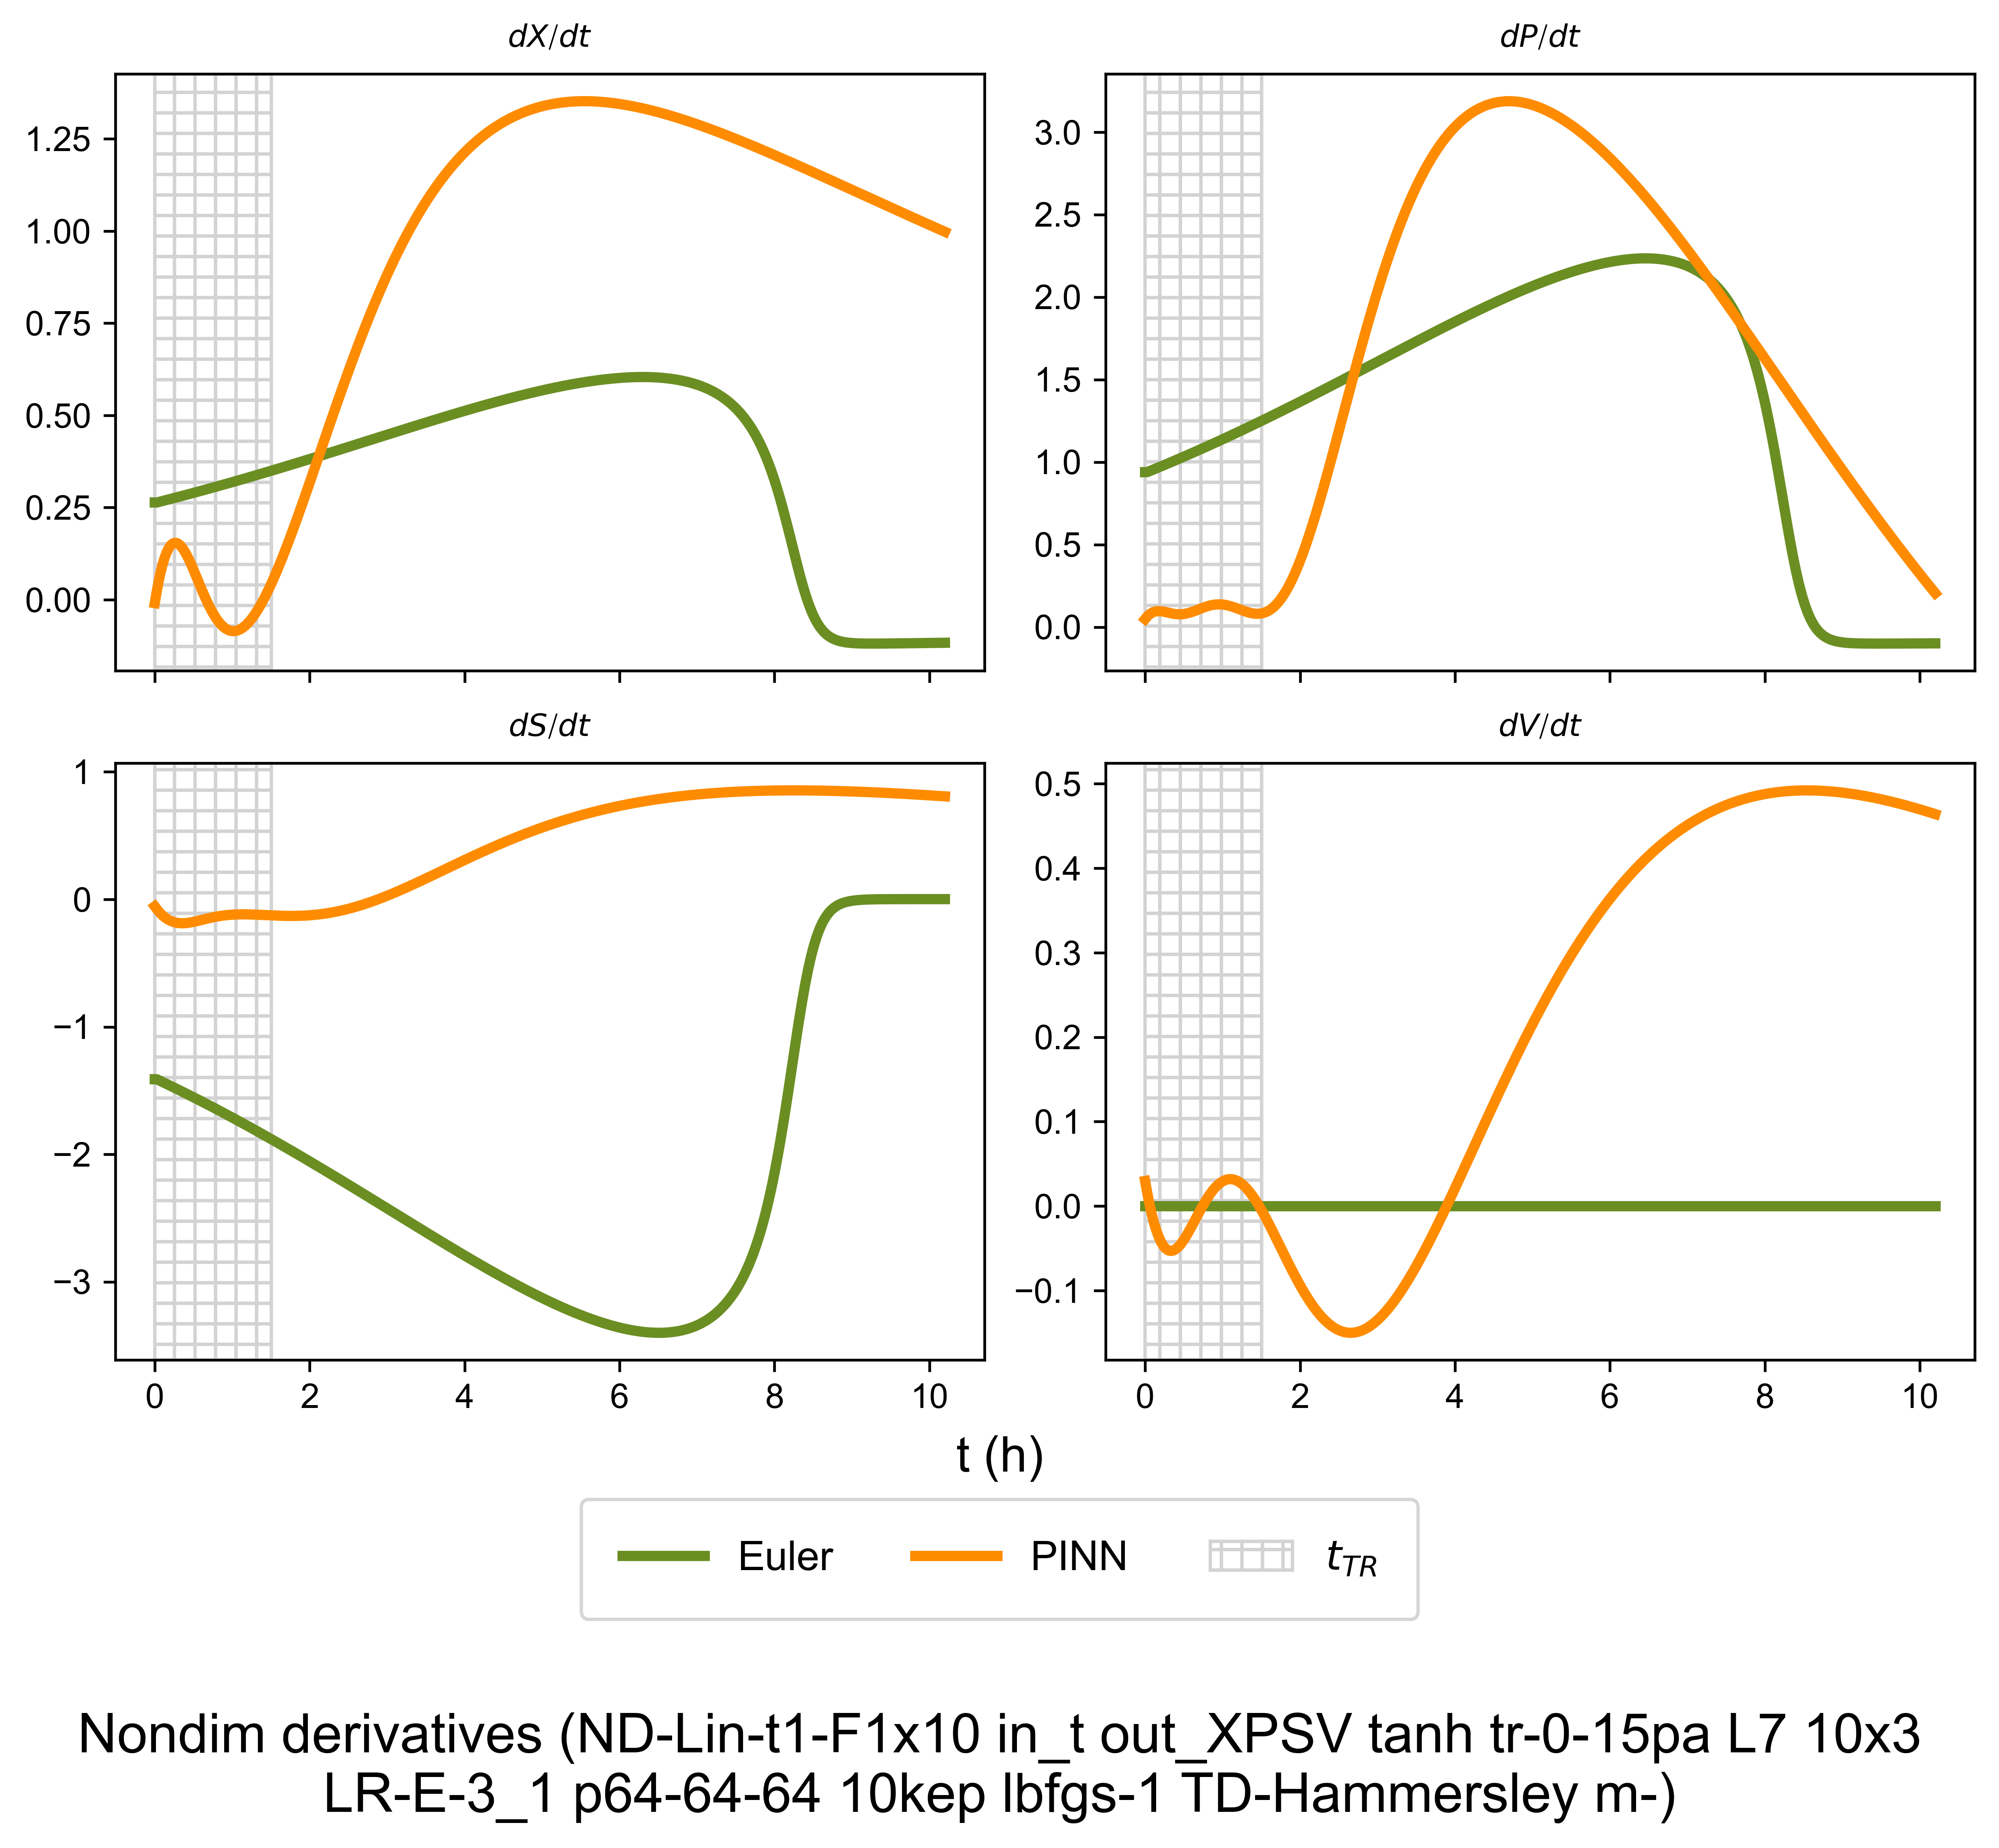 dX/dt
dP/dt
1.25
1.00
0.75
0.50
0.25
0.00
3.0
2.5
2.0
1.5
1.0
0.5
0.0
dS/dt
dV/dt
1
0
−1
−2
−3
0.5
0.4
0.3
0.2
0.1
0.0
−0.1
0 2 4 6 8 10
0 2 4 6 8 10
t (h)
Euler PINN t_TR
Nondim derivatives (ND-Lin-t1-F1x10 in_t out_XPSV tanh tr-0-15pa L7 10x3
LR-E-3_1 p64-64-64 10kep lbfgs-1 TD-Hammersley m-)